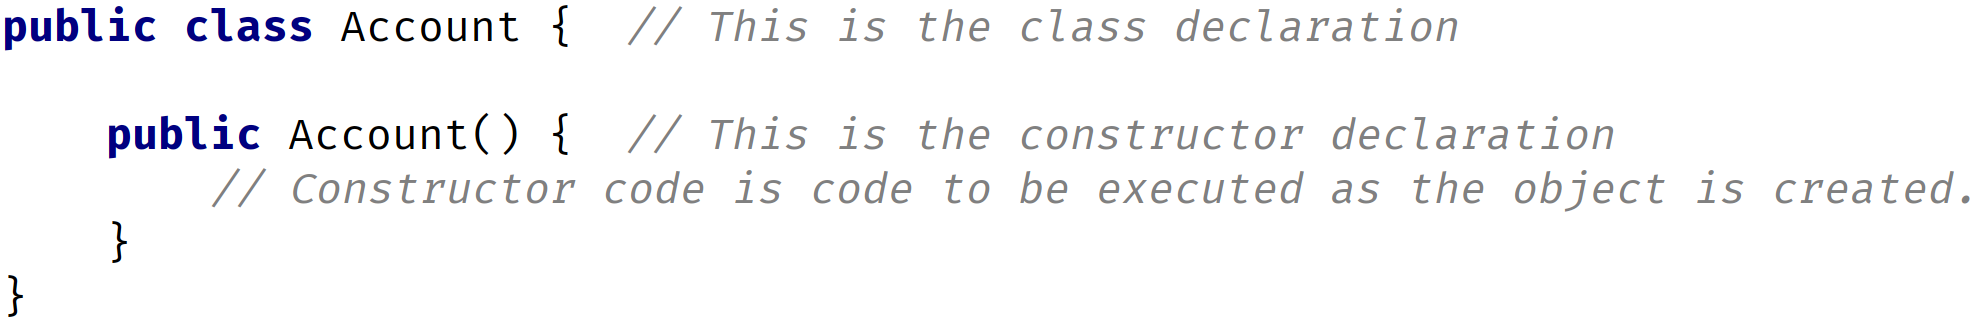 public class Account {  // This is the class declaration
public Account() {  // This is the constructor declaration
// Constructor code is code to be executed as the object is created.
}
}